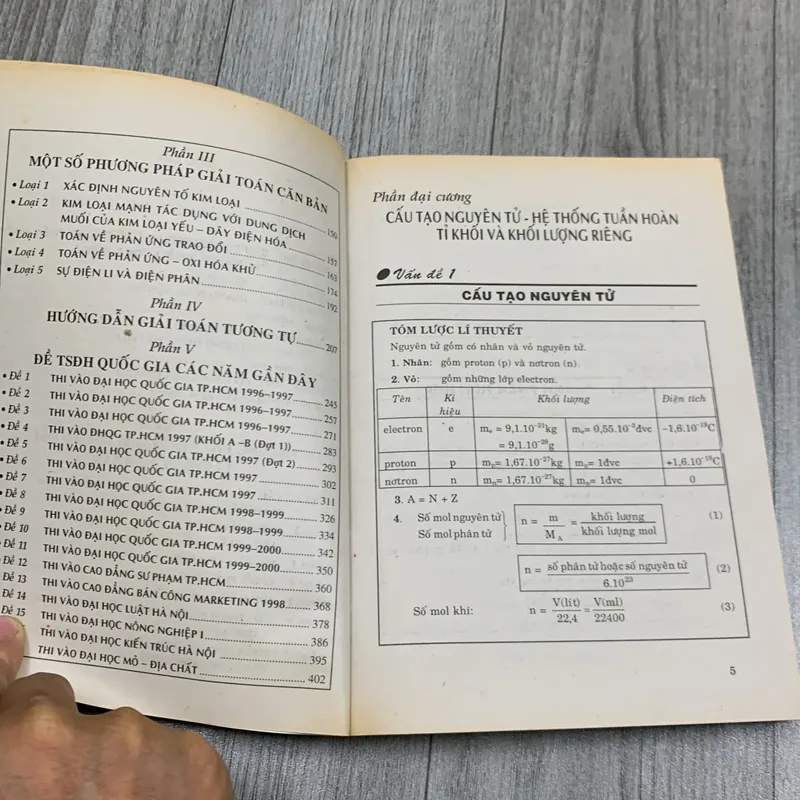 Phần III
MỘT SỐ PHƯƠNG PHÁP GIẢI TOÁN CĂN BẢN
• Loại 1 XÁC ĐỊNH NGUYÊN TỐ KIM LOẠI ........ 150
• Loại 2 KIM LOẠI MẠNH TÁC DỤNG VỚI DUNG DỊCH
MUỐI CỦA KIM LOẠI YẾU – DÃY ĐIỆN HÓA ........ 157
• Loại 3 TOÁN VỀ PHẢN ỨNG TRAO ĐỔI ........ 163
• Loại 4 TOÁN VỀ PHẢN ỨNG – OXI HÓA KHỬ ........ 174
• Loại 5 SỰ ĐIỆN LI VÀ ĐIỆN PHÂN ........ 192
Phần IV
HƯỚNG DẪN GIẢI TOÁN TƯƠNG TỰ ........ 207
Phần V
ĐỀ TSĐH QUỐC GIA CÁC NĂM GẦN ĐÂY
• Đề 1 THI VÀO ĐẠI HỌC QUỐC GIA TP.HCM 1996–1997 ........ 245
• Đề 2 THI VÀO ĐẠI HỌC QUỐC GIA TP.HCM 1996–1997 ........ 257
• Đề 3 THI VÀO ĐẠI HỌC QUỐC GIA TP.HCM 1996–1997 ........ 271
• Đề 4 THI VÀO ĐHQG TP.HCM 1997 (KHỐI A –B (Đợt 1)) ........ 283
• Đề 5 THI VÀO ĐẠI HỌC QUỐC GIA TP.HCM 1997 (Đợt 2) ........ 293
• Đề 6 THI VÀO ĐẠI HỌC QUỐC GIA TP.HCM 1997 ........ 302
• Đề 7 THI VÀO ĐẠI HỌC QUỐC GIA TP.HCM 1997 ........ 311
• Đề 8 THI VÀO ĐẠI HỌC QUỐC GIA TP.HCM 1998–1999 ........ 326
• Đề 9 THI VÀO ĐẠI HỌC QUỐC GIA TP.HCM 1998–1999 ........ 334
• Đề 10 THI VÀO ĐẠI HỌC QUỐC GIA TP.HCM 1999–2000 ........ 342
• Đề 11 THI VÀO ĐẠI HỌC QUỐC GIA TP.HCM 1999–2000 ........ 350
• Đề 12 THI VÀO CAO ĐẲNG SƯ PHẠM TP.HCM ........ 360
• Đề 13 THI VÀO CAO ĐẲNG BÁN CÔNG MARKETING 1998 ........ 368
• Đề 14 THI VÀO ĐẠI HỌC LUẬT HÀ NỘI ........ 378
• Đề 15 THI VÀO ĐẠI HỌC NÔNG NGHIỆP I ........ 386
THI VÀO ĐẠI HỌC KIẾN TRÚC HÀ NỘI ........ 395
THI VÀO ĐẠI HỌC MỎ – ĐỊA CHẤT ........ 402
Phần đại cương
CẤU TẠO NGUYÊN TỬ - HỆ THỐNG TUẦN HOÀN
TỈ KHỐI VÀ KHỐI LƯỢNG RIÊNG
● Vấn đề 1
CẤU TẠO NGUYÊN TỬ
TÓM LƯỢC LÍ THUYẾT
Nguyên tử gồm có nhân và vỏ nguyên tử.
1. Nhân: gồm proton (p) và nơtron (n).
2. Vỏ: gồm những lớp electron.
Tên Kí hiệu Khối lượng Điện tích
electron e mₑ = 9,1.10⁻³¹kg mₑ= 0,55.10⁻³đvc –1,6.10⁻¹⁹C
= 9,1.10⁻²⁸g
proton p mₚ= 1,67.10⁻²⁷kg mₚ= 1đvc +1,6.10⁻¹⁹C
nơtron n mₙ= 1,67.10⁻²⁷kg mₙ= 1đvc 0
3. A = N + Z
4. Số mol nguyên tử
Số mol phân tử } n = m / M_A = khối lượng / khối lượng mol (1)
n = số phân tử hoặc số nguyên tử / 6.10²³ (2)
Số mol khí: n = V(lít) / 22,4 = V(ml) / 22400 (3)
5